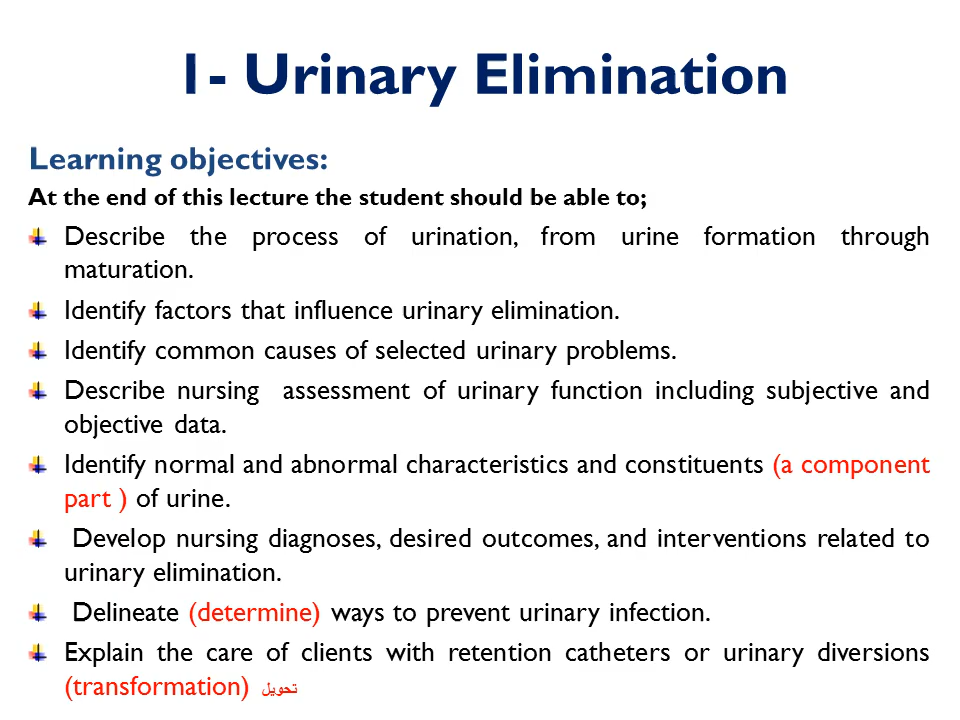 1- Urinary Elimination
Learning objectives:
At the end of this lecture the student should be able to;
Describe the process of urination, from urine formation through
maturation.
Identify factors that influence urinary elimination.
Identify common causes of selected urinary problems.
Describe nursing assessment of urinary function including subjective and
objective data.
Identify normal and abnormal characteristics and constituents (a component
part ) of urine.
Develop nursing diagnoses, desired outcomes, and interventions related to
urinary elimination.
Delineate (determine) ways to prevent urinary infection.
Explain the care of clients with retention catheters or urinary diversions
(transformation) تحويل